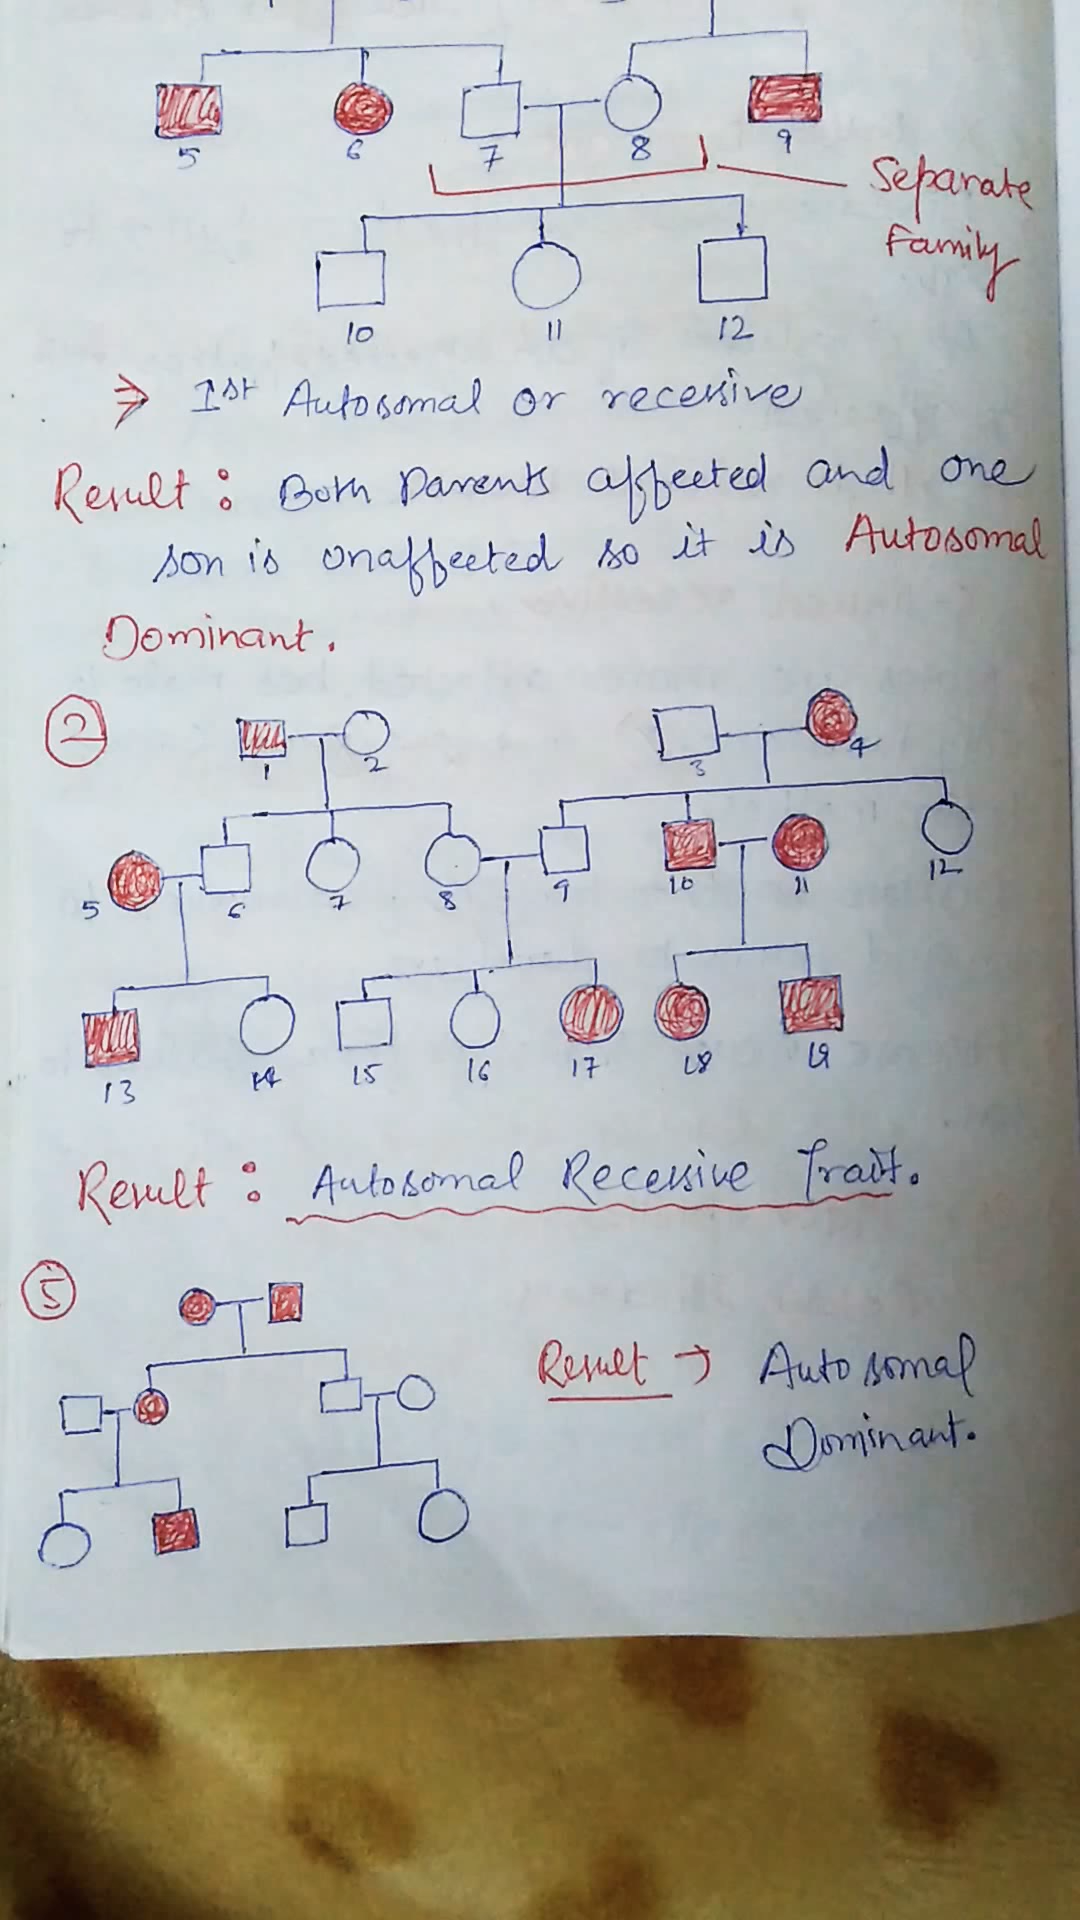 5 6 7 8 9
Separate
family
10 11 12
⇒ 1st Autosomal or recessive
Result : Both Parents affected and one
son is unaffected so it is Autosomal
Dominant.
2
1 2 3 4
5 6 7 8 9 10 11 12
13 14 15 16 17 18 19
Result : Autosomal Recessive Trait.
5
Result → Autosomal
Dominant.